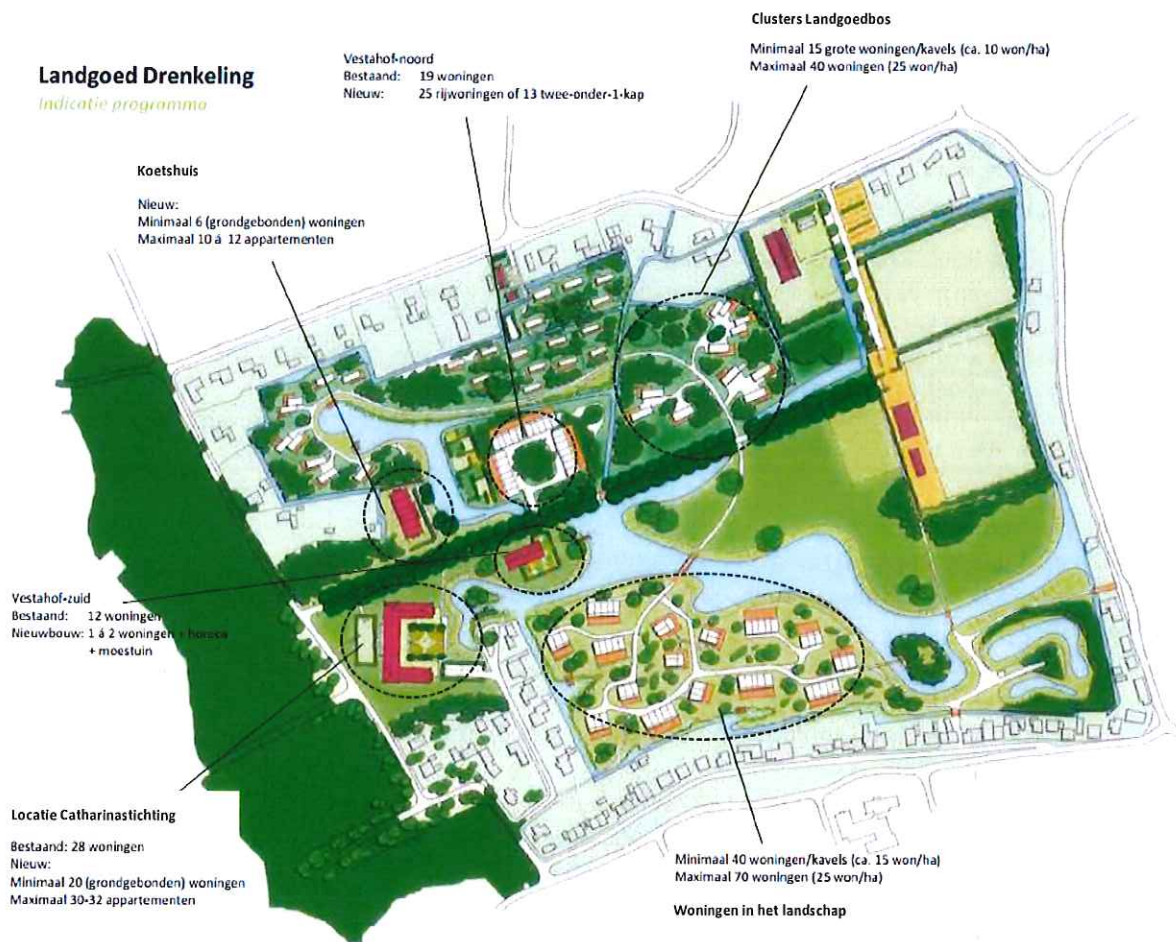 Landgoed Drenkeling
Indicatie programma
Vestahof-noord
Bestaand: 19 woningen
Nieuw: 25 rijwoningen of 13 twee-onder-1-kap
Clusters Landgoedbos
Minimaal 15 grote woningen/kavels (ca. 10 won/ha)
Maximaal 40 woningen (25 won/ha)
Koetshuis
Nieuw:
Minimaal 6 (grondgebonden) woningen
Maximaal 10 á 12 appartementen
Vestahof-zuid
Bestaand: 12 woningen
Nieuwbouw: 1 á 2 woningen + horeca
+ moestuin
Locatie Catharinastichting
Bestaand: 28 woningen
Nieuw:
Minimaal 20 (grondgebonden) woningen
Maximaal 30-32 appartementen
Minimaal 40 woningen/kavels (ca. 15 won/ha)
Maximaal 70 woningen (25 won/ha)
Woningen in het landschap